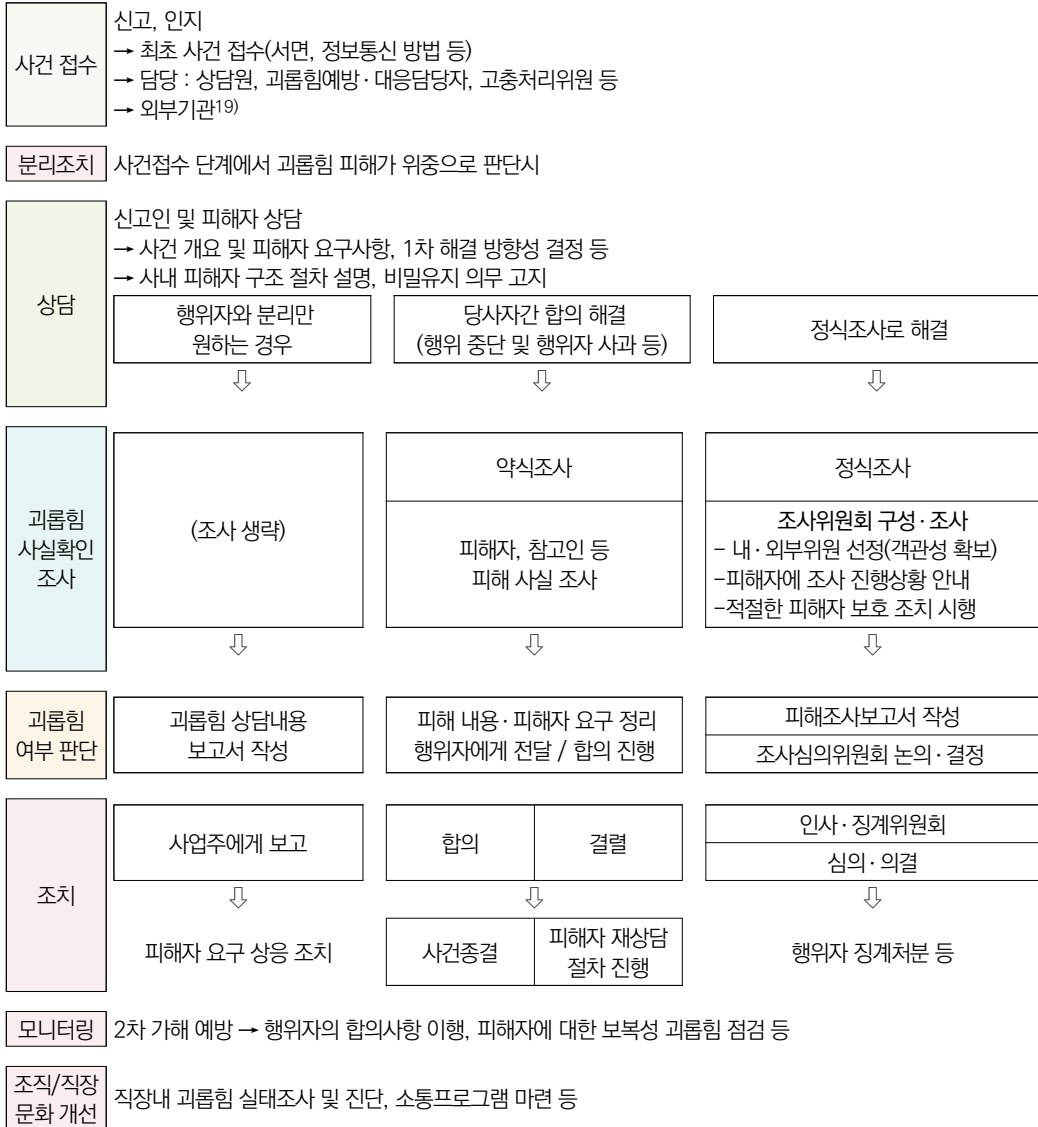 사건 접수
신고, 인지
→ 최초 사건 접수(서면, 정보통신 방법 등)
→ 담당 : 상담원, 괴롭힘예방·대응담당자, 고충처리위원 등
→ 외부기관19)
분리조치
사건접수 단계에서 괴롭힘 피해가 위중으로 판단시
상담
신고인 및 피해자 상담
→ 사건 개요 및 피해자 요구사항, 1차 해결 방향성 결정 등
→ 사내 피해자 구조 절차 설명, 비밀유지 의무 고지
행위자와 분리만
원하는 경우
당사자간 합의 해결
(행위 중단 및 행위자 사과 등)
정식조사로 해결
⇩ ⇩ ⇩
괴롭힘
사실확인
조사
(조사 생략)
약식조사
피해자, 참고인 등
피해 사실 조사
정식조사
조사위원회 구성·조사
- 내·외부위원 선정(객관성 확보)
-피해자에 조사 진행상황 안내
-적절한 피해자 보호 조치 시행
⇩ ⇩ ⇩
괴롭힘
여부 판단
괴롭힘 상담내용
보고서 작성
피해 내용·피해자 요구 정리
행위자에게 전달 / 합의 진행
피해조사보고서 작성
조사심의위원회 논의·결정
조치
사업주에게 보고
합의
결렬
인사·징계위원회
심의·의결
⇩ ⇩ ⇩
피해자 요구 상응 조치
사건종결
피해자 재상담
절차 진행
행위자 징계처분 등
모니터링
2차 가해 예방 → 행위자의 합의사항 이행, 피해자에 대한 보복성 괴롭힘 점검 등
조직/직장
문화 개선
직장내 괴롭힘 실태조사 및 진단, 소통프로그램 마련 등